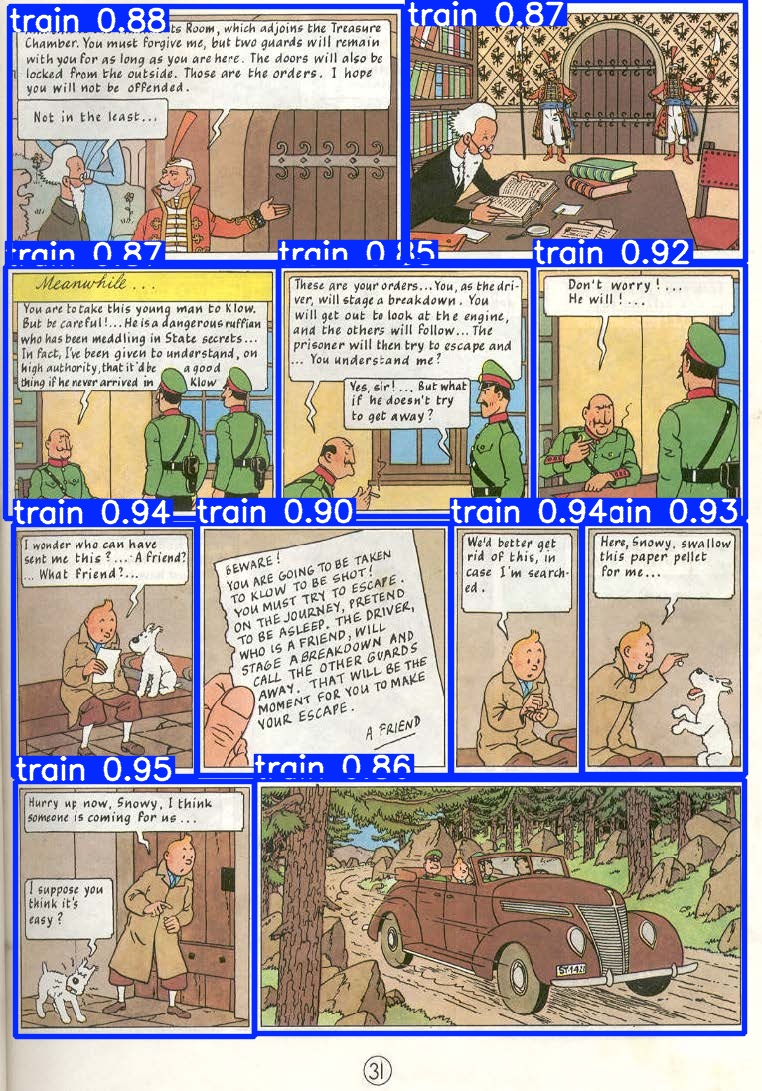 train 0.88
ts Room, which adjoins the Treasure
Chamber. You must forgive me, but two guards will remain
with you for as long as you are here. The doors will also be
locked from the outside. Those are the orders. I hope
you will not be offended.
Not in the least...
train 0.87
train 0.87
Meanwhile...
You are to take this young man to Klow.
But be careful!... He is a dangerous ruffian
who has been meddling in State secrets...
In fact, I've been given to understand, on
high authority, that it'd be a good
thing if he never arrived in Klow
train 0.85
These are your orders... You, as the dri-
ver, will stage a breakdown. You
will get out to look at the engine,
and the others will follow... The
prisoner will then try to escape and
... You understand me?
Yes, sir!... But what
if he doesn't try
to get away?
train 0.92
Don't worry!...
He will!...
train 0.94
I wonder who can have
sent me this?... A friend?
... What friend?...
train 0.90
BEWARE!
YOU ARE GOING TO BE TAKEN
TO KLOW TO BE SHOT!
YOU MUST TRY TO ESCAPE.
ON THE JOURNEY, PRETEND
TO BE ASLEEP. THE DRIVER,
WHO IS A FRIEND, WILL
STAGE A BREAKDOWN AND
CALL THE OTHER GUARDS
AWAY. THAT WILL BE THE
MOMENT FOR YOU TO MAKE
YOUR ESCAPE.
A FRIEND
train 0.94
We'd better get
rid of this, in
case I'm search-
ed.
ain 0.93
Here, Snowy, swallow
this paper pellet
for me...
train 0.95
Hurry up now, Snowy, I think
someone is coming for us...
I suppose you
think it's
easy?
train 0.86
31